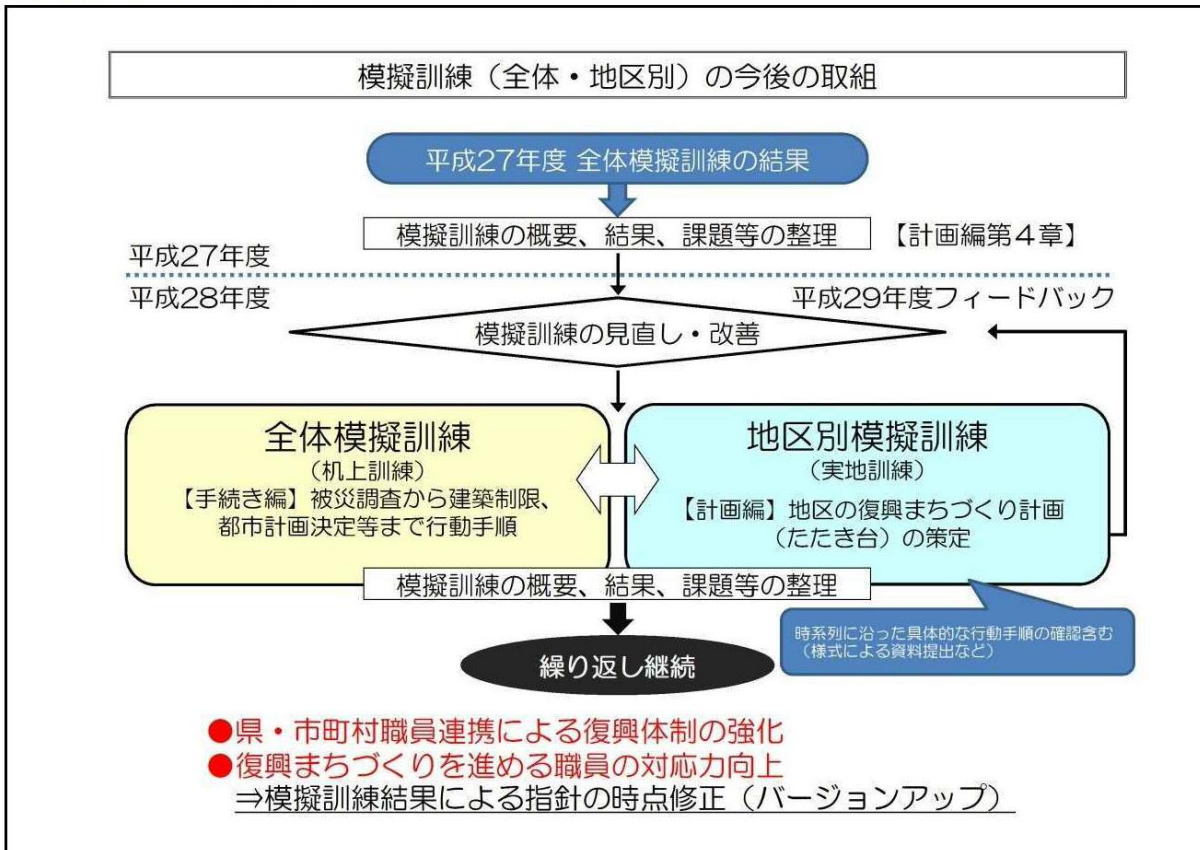 模擬訓練（全体・地区別）の今後の取組
平成27年度 全体模擬訓練の結果
模擬訓練の概要、結果、課題等の整理
【計画編第４章】
平成27年度
平成28年度
平成29年度フィードバック
模擬訓練の見直し・改善
全体模擬訓練
（机上訓練）
【手続き編】被災調査から建築制限、
都市計画決定等まで行動手順
地区別模擬訓練
（実地訓練）
【計画編】地区の復興まちづくり計画
（たたき台）の策定
模擬訓練の概要、結果、課題等の整理
時系列に沿った具体的な行動手順の確認含む
（様式による資料提出など）
繰り返し継続
●県・市町村職員連携による復興体制の強化
●復興まちづくりを進める職員の対応力向上
⇒模擬訓練結果による指針の時点修正（バージョンアップ）